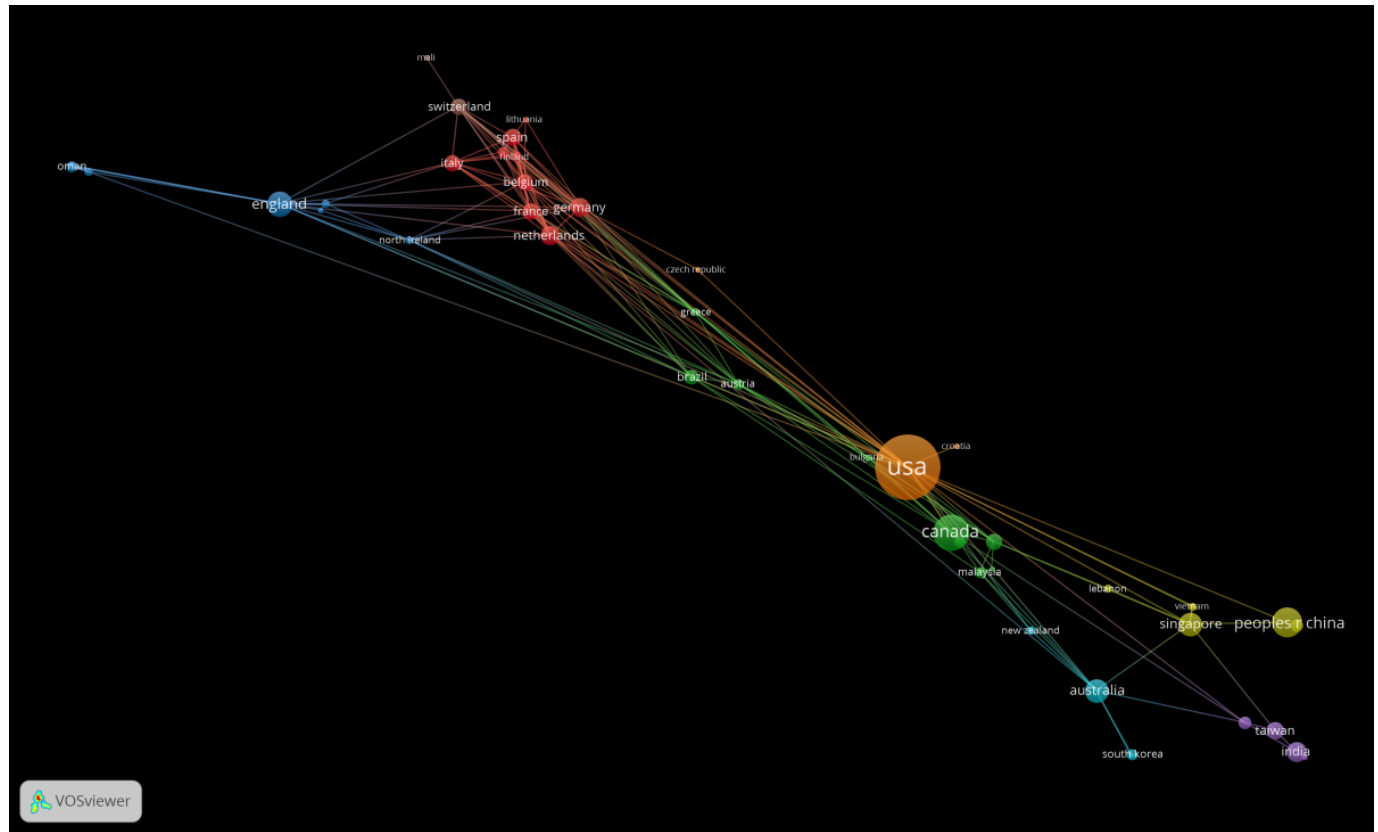 mali
switzerland
lithuania
spain
finland
italy
oman
belgium
england
france
germany
netherlands
north ireland
czech republic
greece
brazil
austria
croatia
bulgaria
usa
canada
malaysia
lebanon
vietnam
singapore
peoples r china
new zealand
australia
taiwan
india
south korea
VOSviewer